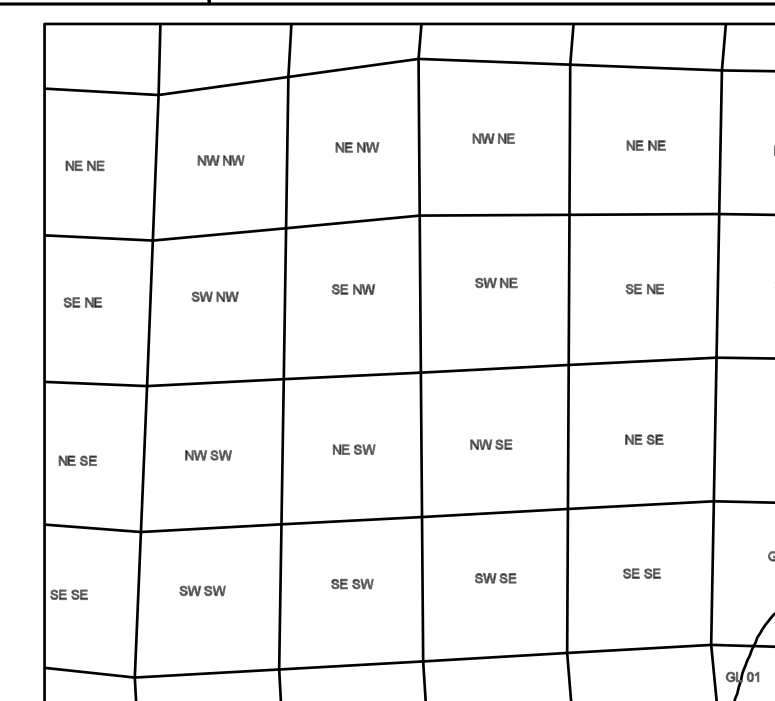 NE NE
NW NW
NE NW
NW NE
NE NE
SE NE
SW NW
SE NW
SW NE
SE NE
NE SE
NW SW
NE SW
NW SE
NE SE
SE SE
SW SW
SE SW
SW SE
SE SE
GL 01